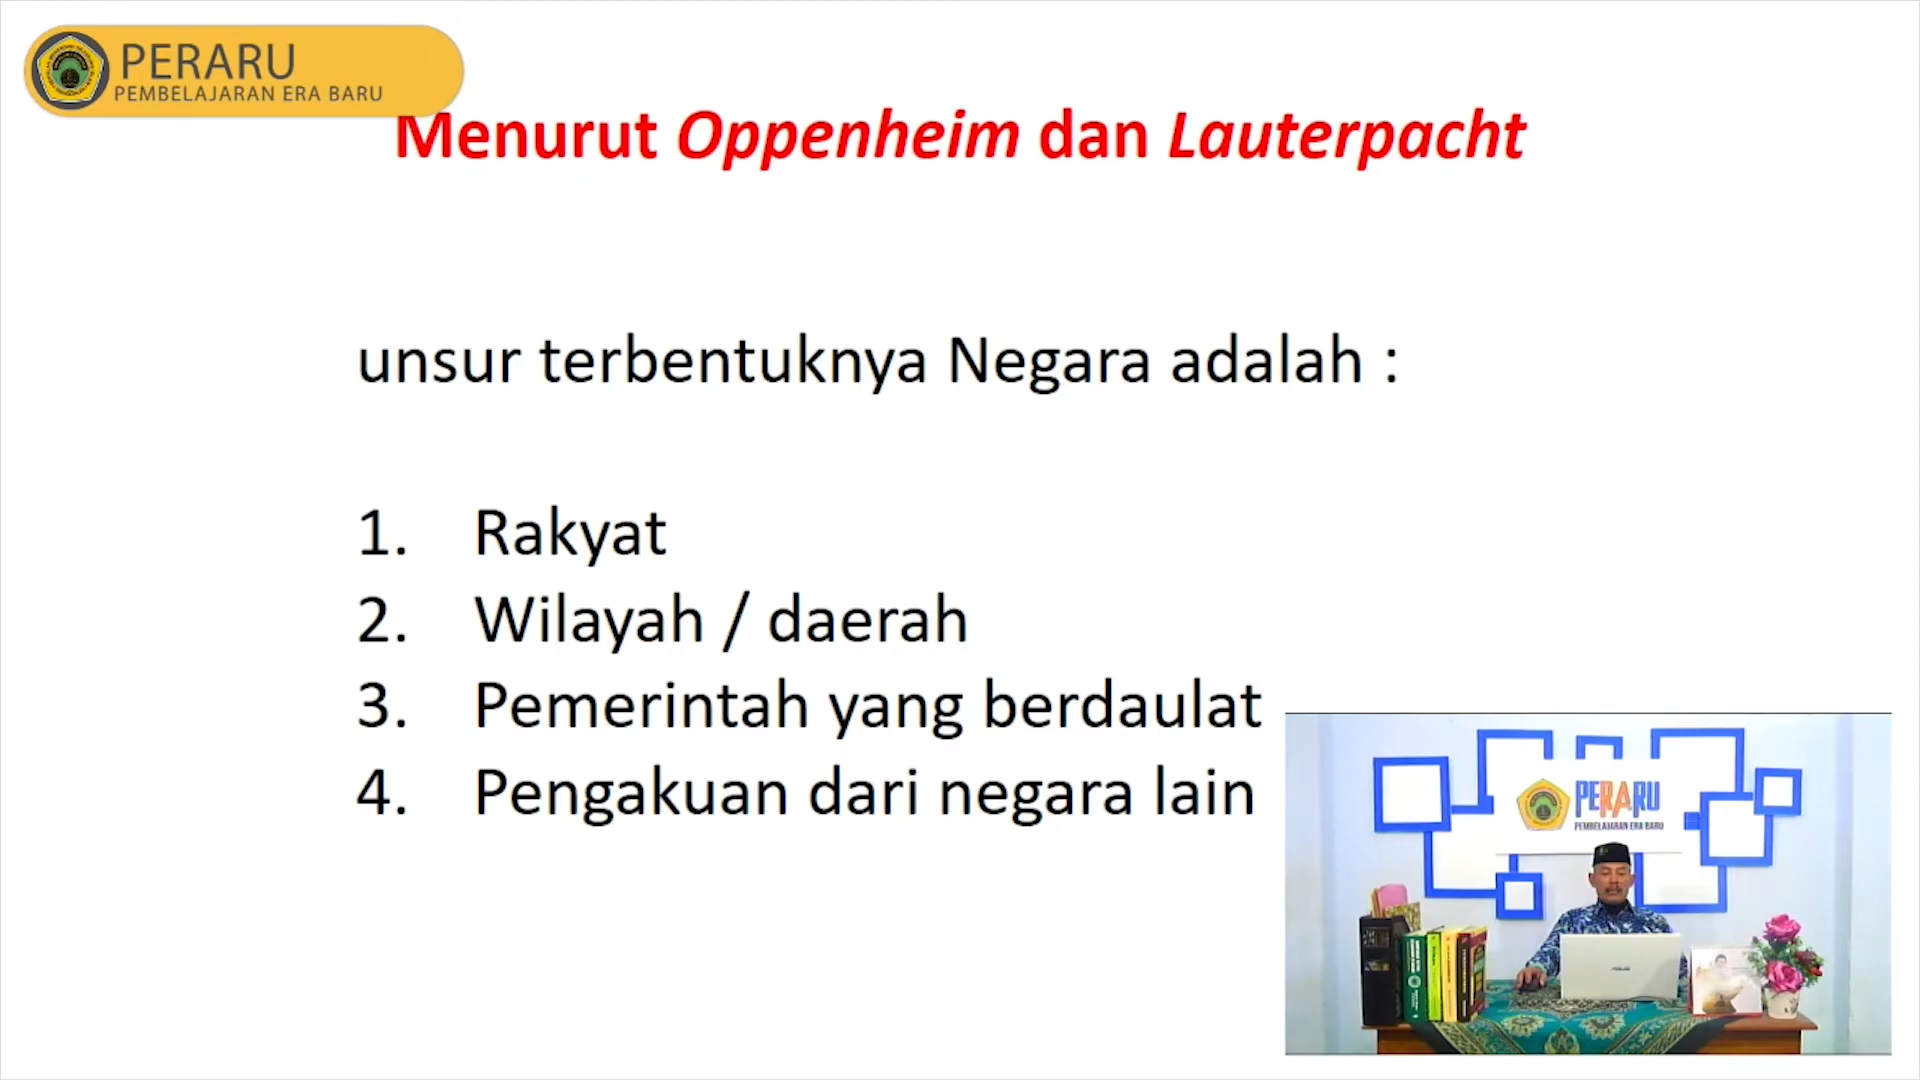 PERARU
PEMBELAJARAN ERA BARU
Menurut Oppenheim dan Lauterpacht
unsur terbentuknya Negara adalah :
1. Rakyat
2. Wilayah / daerah
3. Pemerintah yang berdaulat
4. Pengakuan dari negara lain
PERARU
PEMBELAJARAN ERA BARU
ASUS